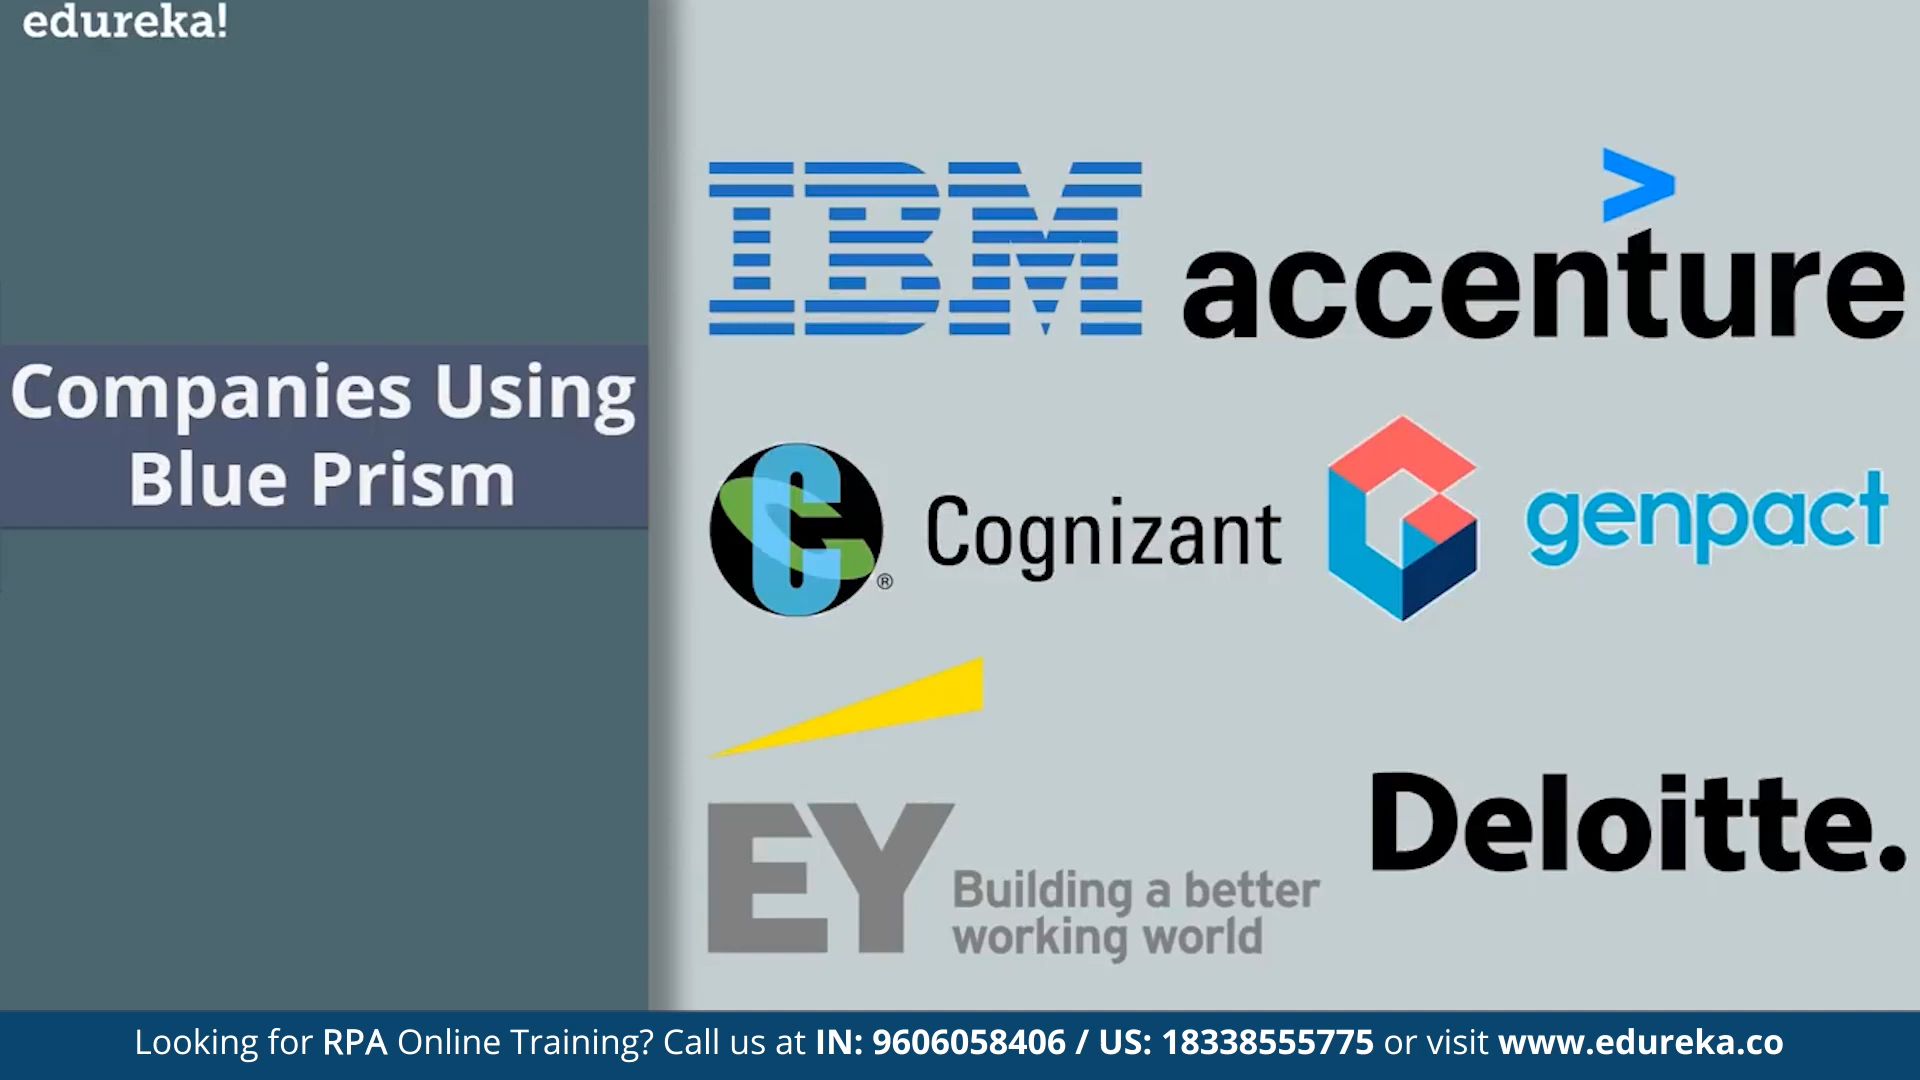 edureka!
Companies Using
Blue Prism
IBM
>
accenture
C
®
Cognizant
genpact
EY
Building a better
working world
Deloitte.
Looking for RPA Online Training? Call us at IN: 9606058406 / US: 18338555775 or visit www.edureka.co